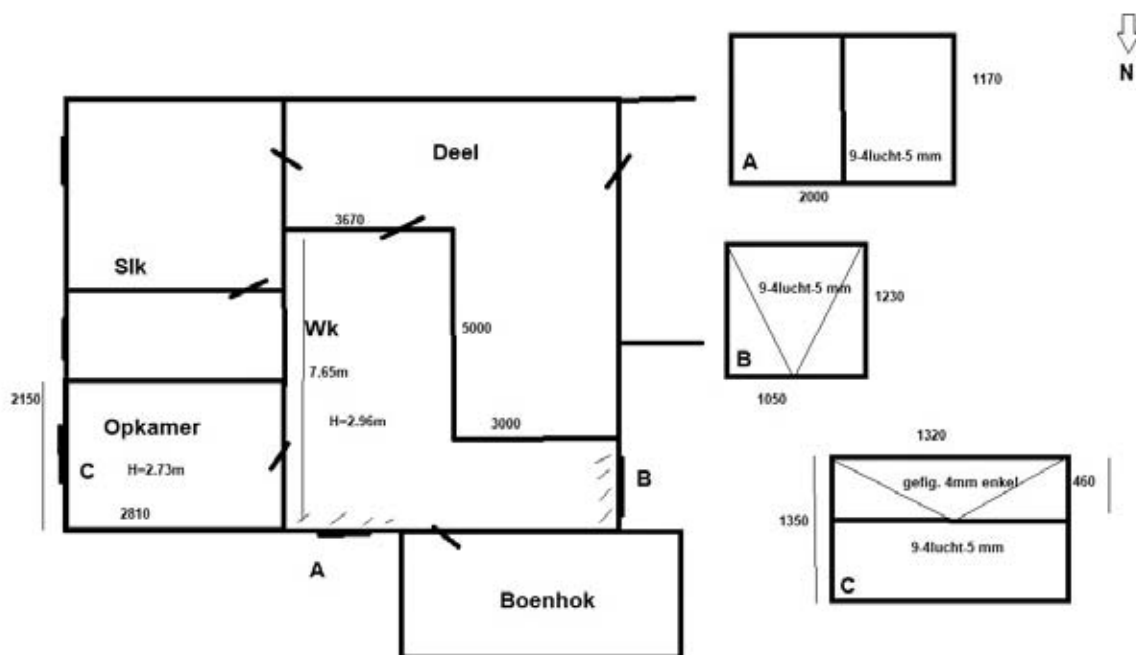 N
1170
9-4lucht-5 mm
A
2000
Deel
3670
Slk
Wk
7.65m
5000
H=2.96m
3000
9-4lucht-5 mm
1230
B
1050
2150
Opkamer
C
H=2.73m
2810
B
A
Boenhok
1320
gefig. 4mm enkel
460
1350
9-4lucht-5 mm
C